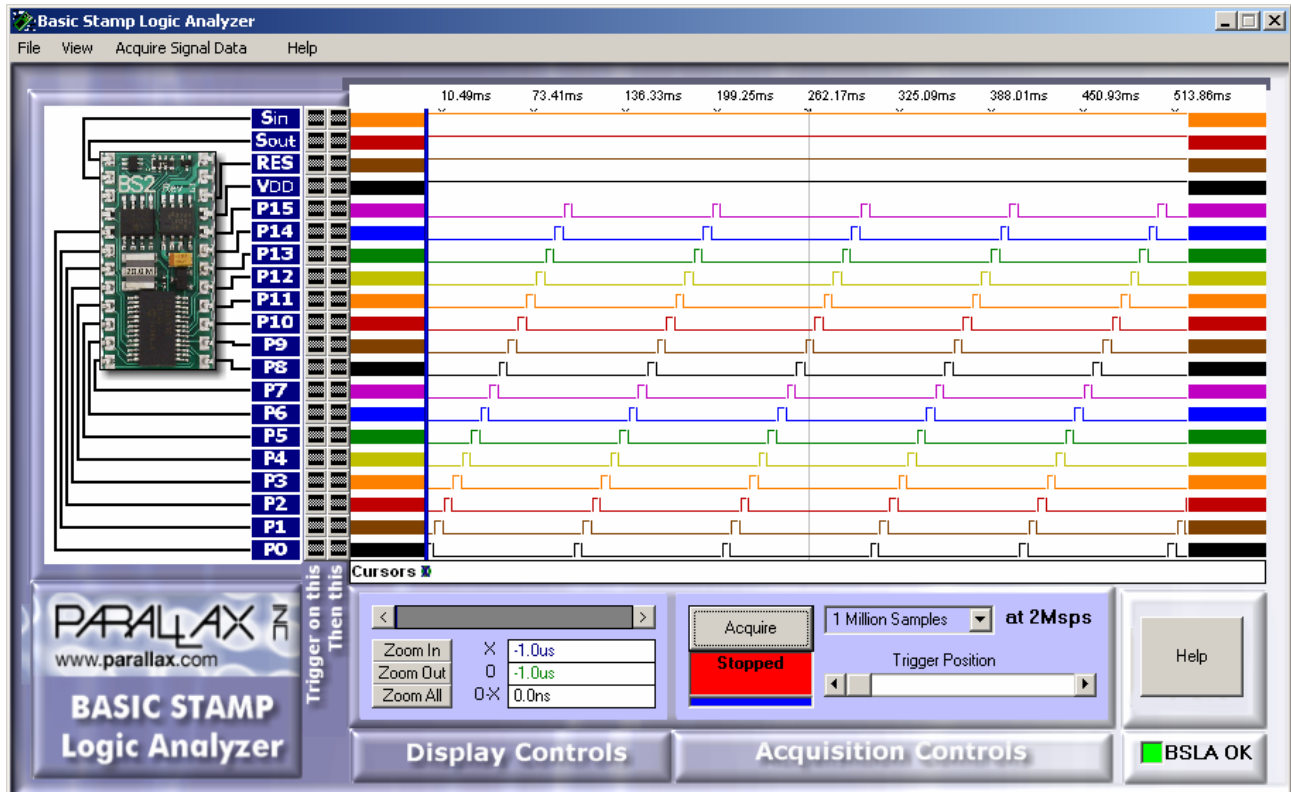 Basic Stamp Logic Analyzer
File View Acquire Signal Data Help
10.49ms 73.41ms 136.33ms 199.25ms 262.17ms 325.09ms 388.01ms 450.93ms 513.86ms
Sin
Sout
RES
VDD
P15
P14
P13
P12
P11
P10
P9
P8
P7
P6
P5
P4
P3
P2
P1
P0
BS2 Rev
20.0 M
Trigger on this
Then this
Cursors
PARALLAX INC
www.parallax.com
BASIC STAMP
Logic Analyzer
Zoom In X -1.0us
Zoom Out O -1.0us
Zoom All O-X 0.0ns
Display Controls
Acquire 1 Million Samples at 2Msps
Stopped Trigger Position
Acquisition Controls
Help
BSLA OK